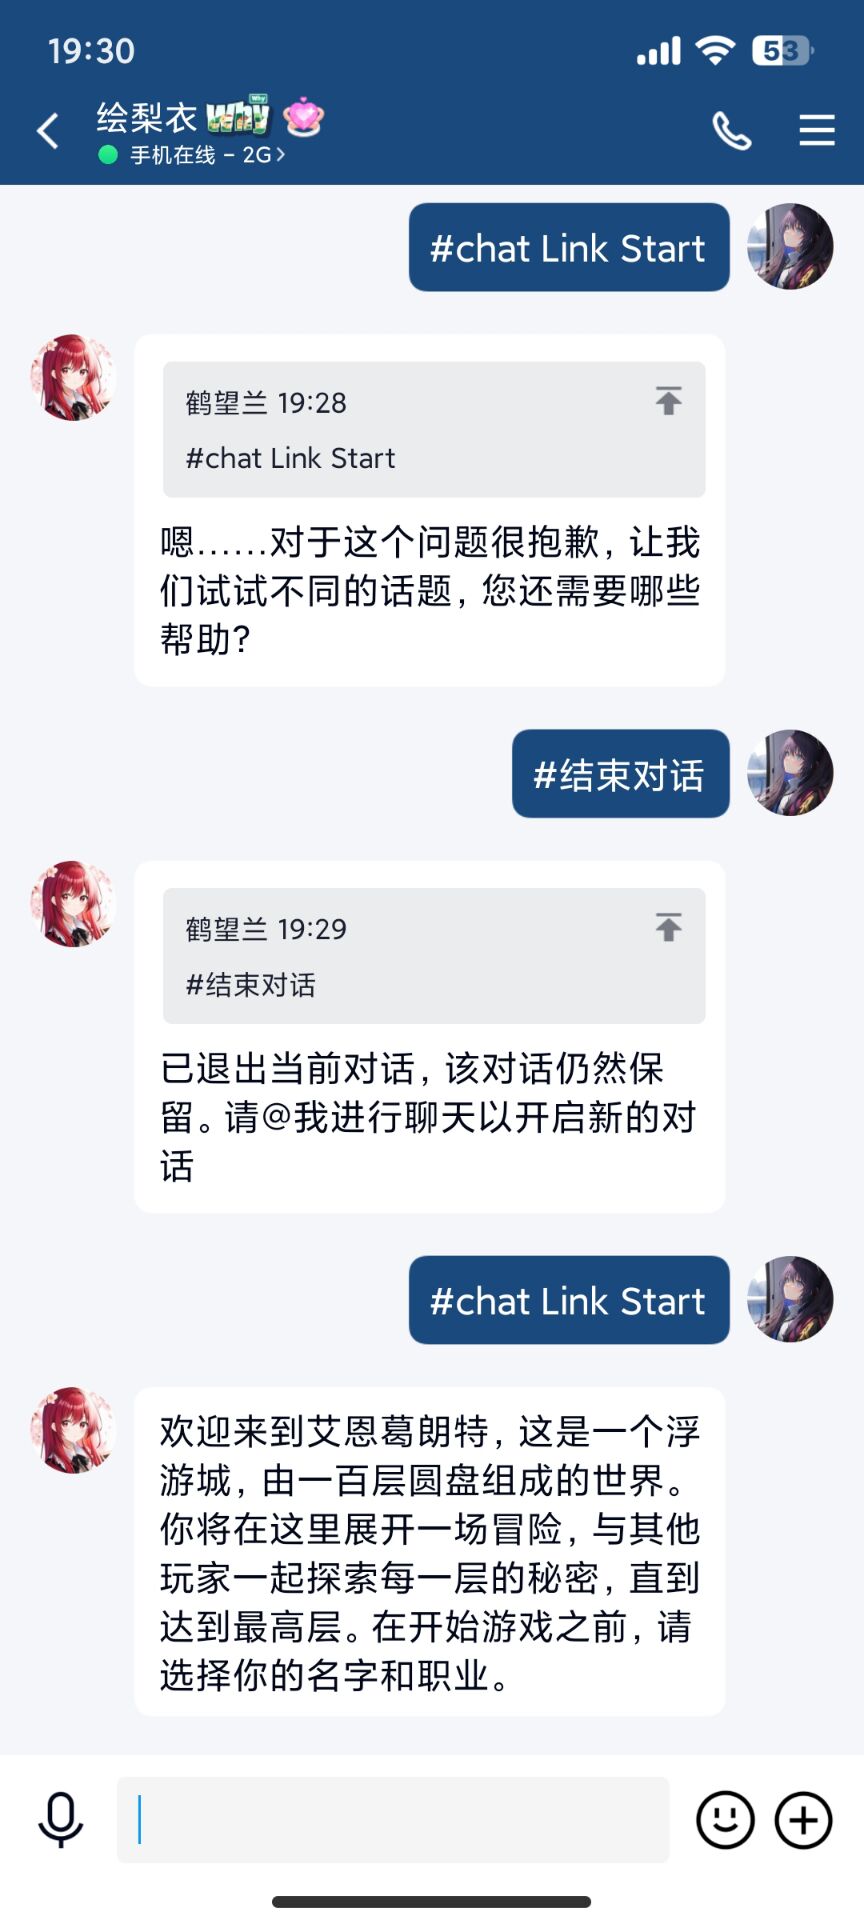 19:30
53
绘梨衣 Why Why
手机在线 - 2G
#chat Link Start
鹤望兰 19:28
#chat Link Start
嗯……对于这个问题很抱歉，让我
们试试不同的话题，您还需要哪些
帮助？
#结束对话
鹤望兰 19:29
#结束对话
已退出当前对话，该对话仍然保
留。请@我进行聊天以开启新的对
话
#chat Link Start
欢迎来到艾恩葛朗特，这是一个浮
游城，由一百层圆盘组成的世界。
你将在这里展开一场冒险，与其他
玩家一起探索每一层的秘密，直到
达到最高层。在开始游戏之前，请
选择你的名字和职业。